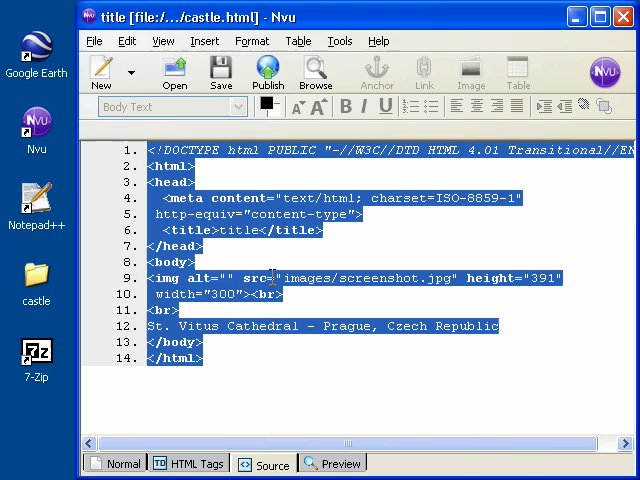 title [file:/.../castle.html] - Nvu
File Edit View Insert Format Table Tools Help
New Open Save Publish Browse Anchor Link Image Table
NVU
Body Text
B I U
1. <!DOCTYPE html PUBLIC "-//W3C//DTD HTML 4.01 Transitional//EN
2. <html>
3. <head>
4. <meta content="text/html; charset=ISO-8859-1"
5. http-equiv="content-type">
6. <title>title</title>
7. </head>
8. <body>
9. <img alt="" src="images/screenshot.jpg" height="391"
10. width="300"><br>
11. <br>
12. St. Vitus Cathedral - Prague, Czech Republic
13. </body>
14. </html>
Normal TD HTML Tags Source Preview
Google Earth
NVU
Nvu
Notepad++
castle
7z
7-Zip